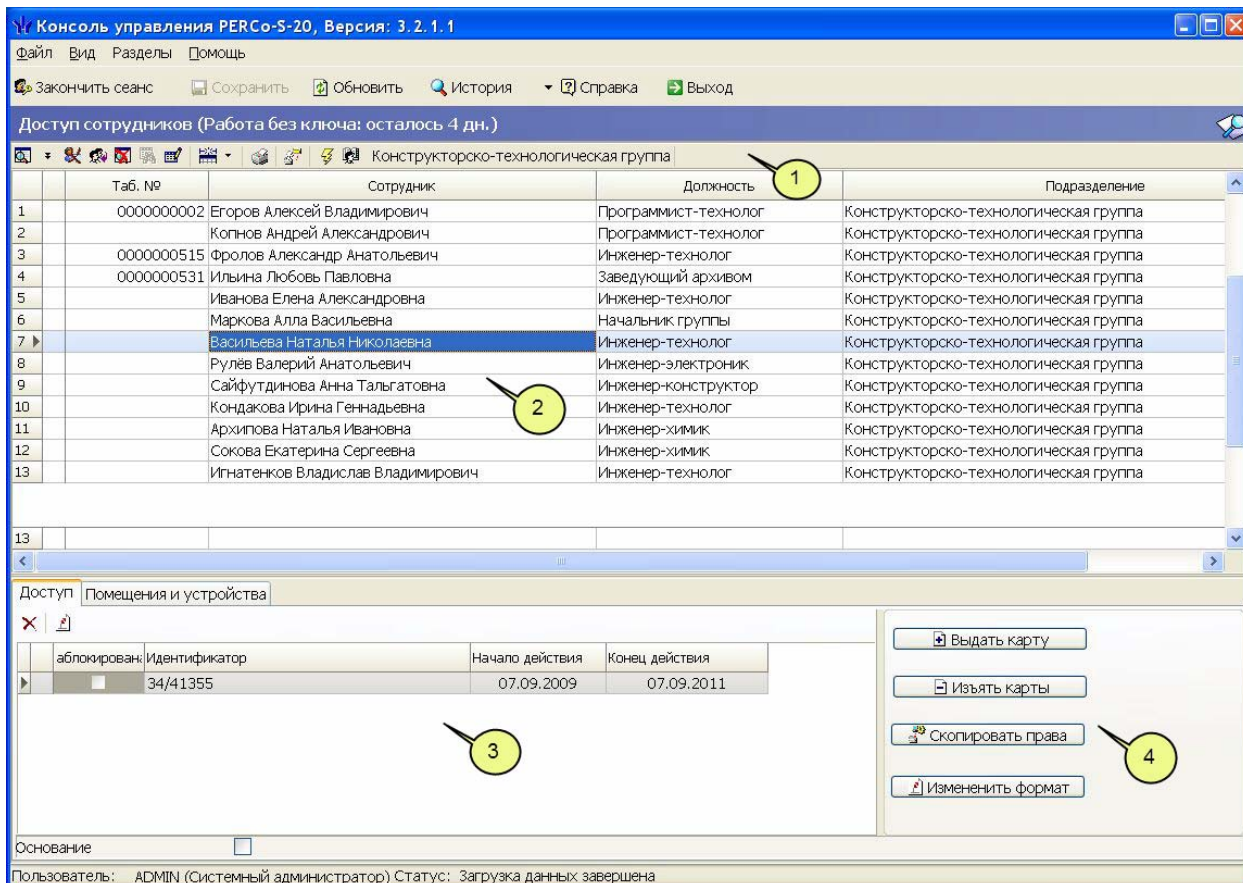 Консоль управления PERCo-S-20, Версия: 3.2.1.1
Файл Вид Разделы Помощь
Закончить сеанс Сохранить Обновить История Справка Выход
Доступ сотрудников (Работа без ключа: осталось 4 дн.)
Конструкторско-технологическая группа
1
Таб. № Сотрудник Должность Подразделение
1 0000000002 Егоров Алексей Владимирович Программист-технолог Конструкторско-технологическая группа
2 Копнов Андрей Александрович Программист-технолог Конструкторско-технологическая группа
3 0000000515 Фролов Александр Анатольевич Инженер-технолог Конструкторско-технологическая группа
4 0000000531 Ильина Любовь Павловна Заведующий архивом Конструкторско-технологическая группа
5 Иванова Елена Александровна Инженер-технолог Конструкторско-технологическая группа
6 Маркова Алла Васильевна Начальник группы Конструкторско-технологическая группа
7 Васильева Наталья Николаевна Инженер-технолог Конструкторско-технологическая группа
8 Рулёв Валерий Анатольевич Инженер-электроник Конструкторско-технологическая группа
9 Сайфутдинова Анна Тальгатовна Инженер-конструктор Конструкторско-технологическая группа
2
10 Кондакова Ирина Геннадьевна Инженер-технолог Конструкторско-технологическая группа
11 Архипова Наталья Ивановна Инженер-химик Конструкторско-технологическая группа
12 Сокова Екатерина Сергеевна Инженер-химик Конструкторско-технологическая группа
13 Игнатенков Владислав Владимирович Инженер-технолог Конструкторско-технологическая группа
13
Доступ Помещения и устройства
аблокирован Идентификатор Начало действия Конец действия
34/41355 07.09.2009 07.09.2011
3
Выдать карту
Изъять карты
Скопировать права
4
Измененить формат
Основание
Пользователь: ADMIN (Системный администратор) Статус: Загрузка данных завершена